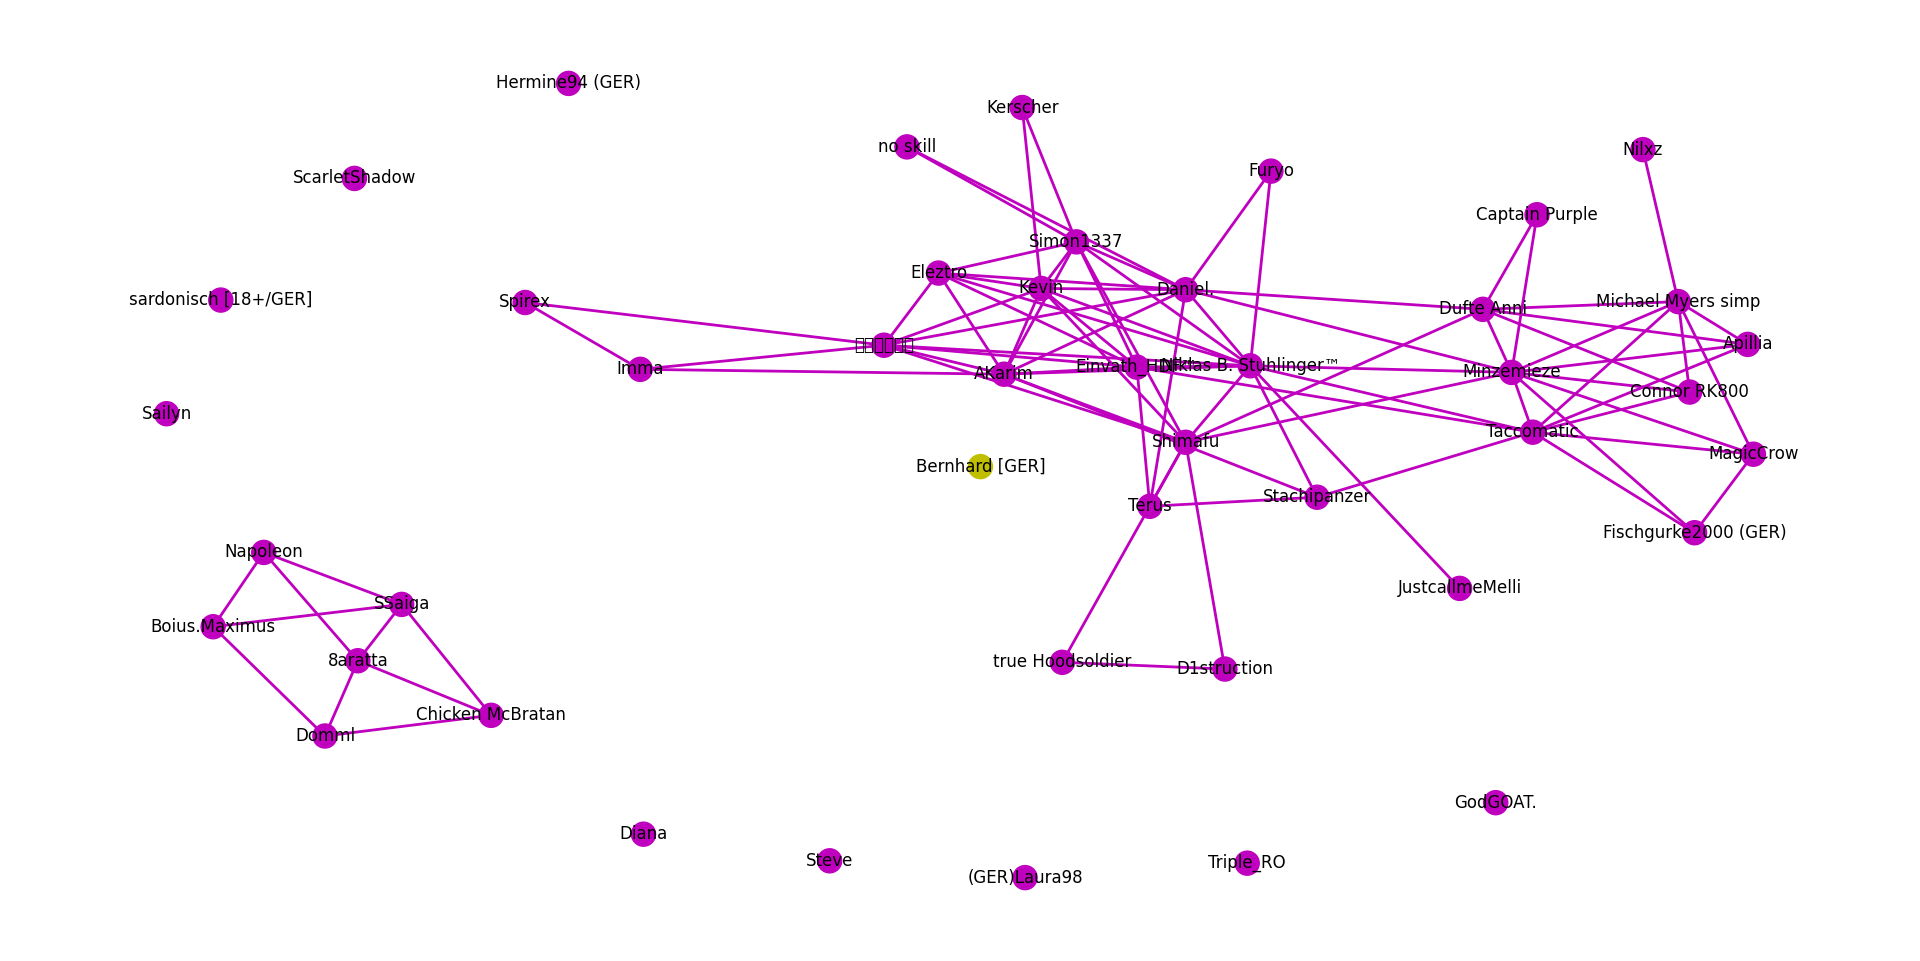 Hermine94 (GER)
Kerscher
no skill
Nilxz
Furyo
ScarletShadow
Captain Purple
Simon1337
Eleztro
Kevin
Daniel.
sardonisch [18+/GER]
Spirex
Dufte Anni
Michael Myers simp
Apillia
Imma
AKarim
Niklas B. Stuhlinger™
Minzemieze
Connor RK800
Sailyn
Shimafu
Taccomatic
MagicCrow
Bernhard [GER]
Stachipanzer
Terus
Fischgurke2000 (GER)
Napoleon
JustcallmeMelli
SSaiga
Boius.Maximus
8aratta
true Hoodsoldier
D1struction
Chicken McBratan
Domml
GodGOAT.
Diana
Steve
Triple_RO
(GER)Laura98